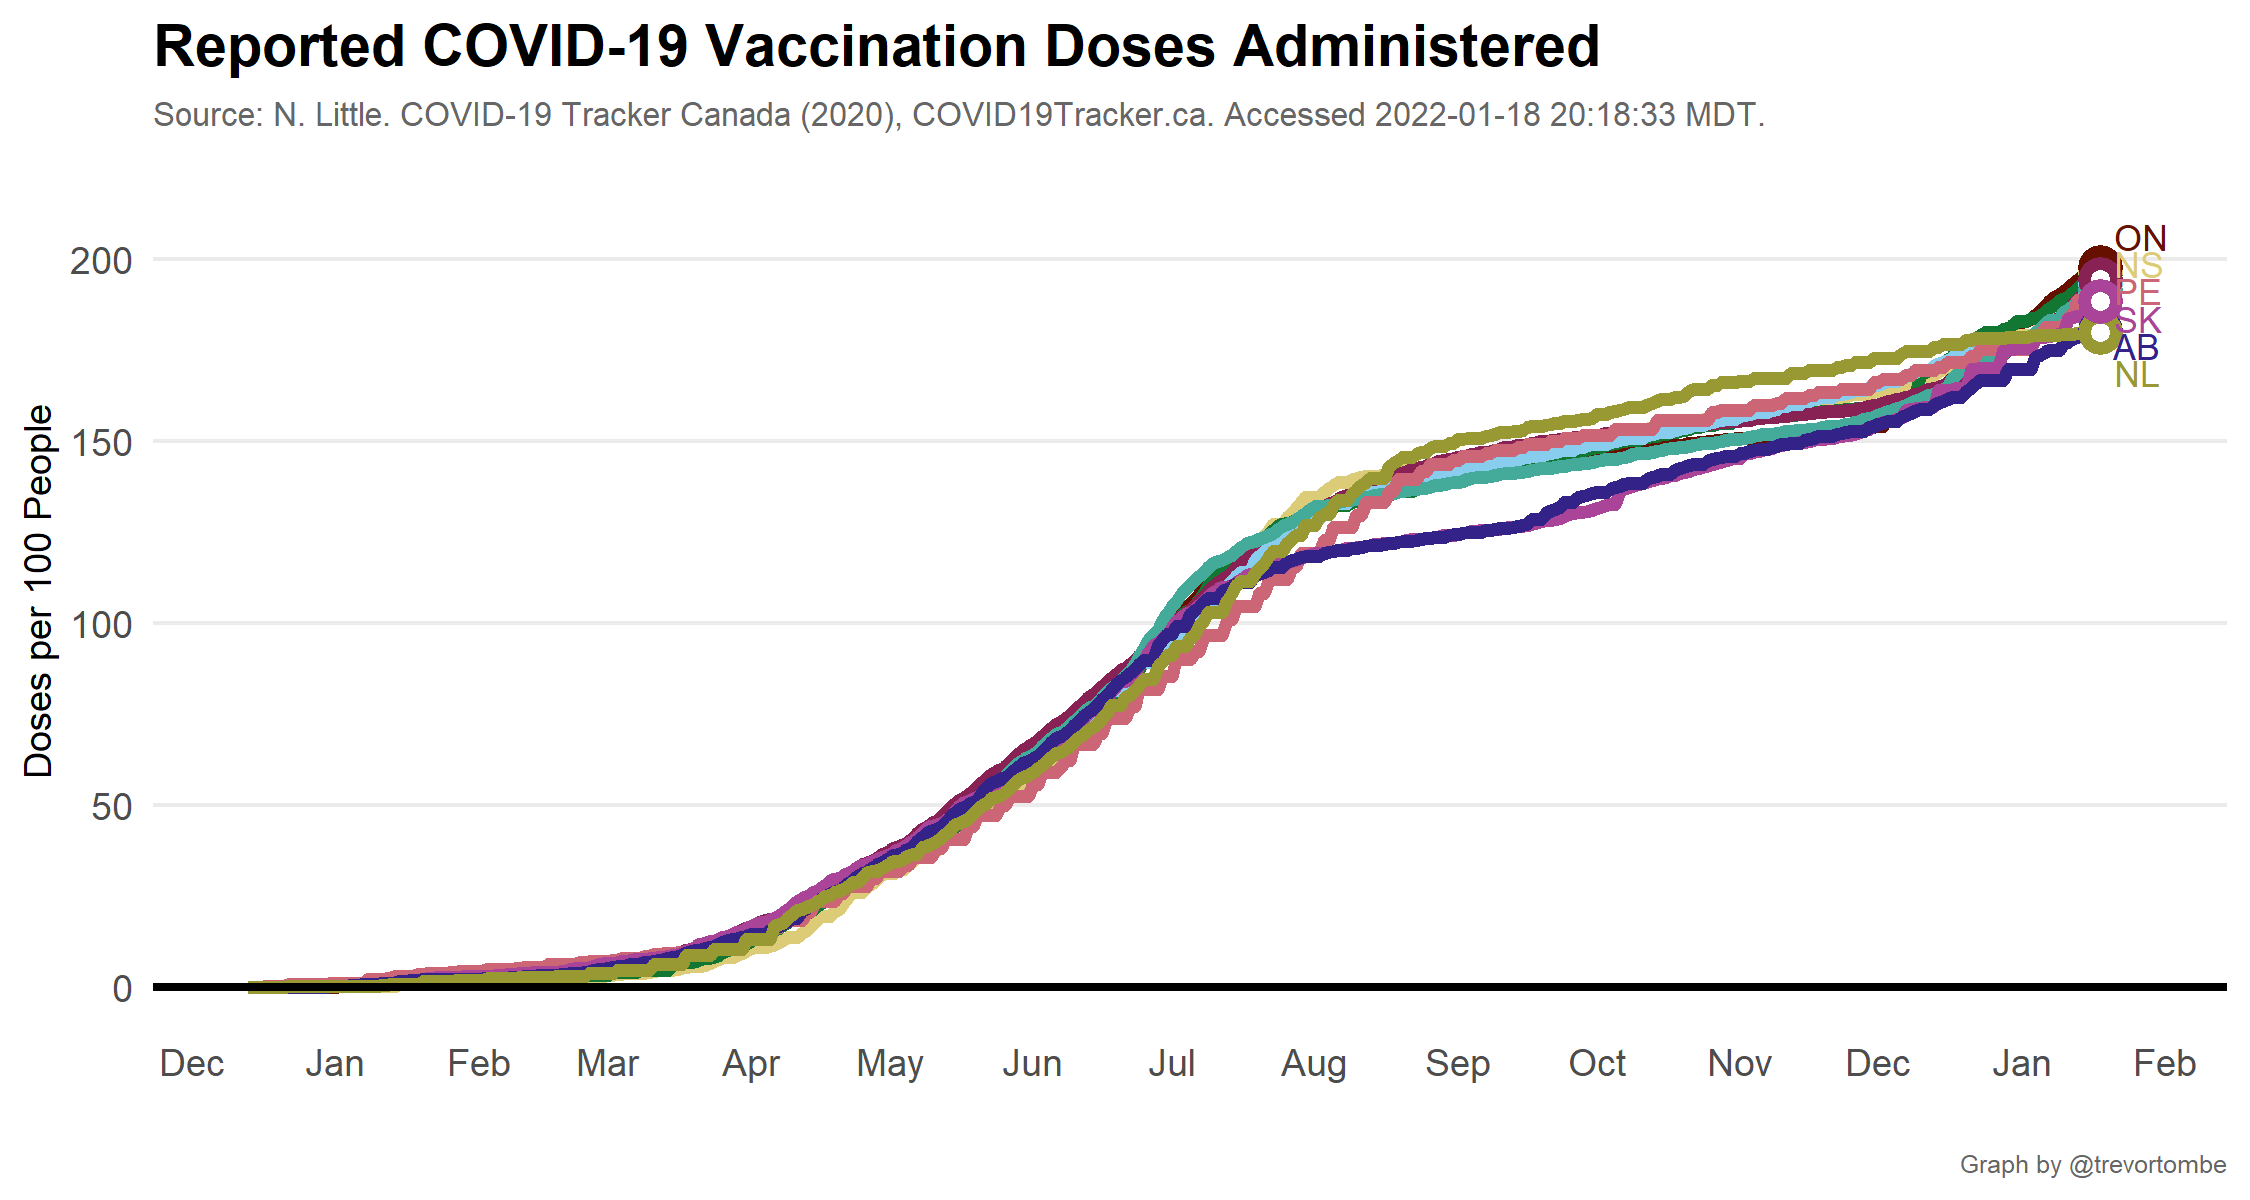 Reported COVID-19 Vaccination Doses Administered
Source: N. Little. COVID-19 Tracker Canada (2020), COVID19Tracker.ca. Accessed 2022-01-18 20:18:33 MDT.
Doses per 100 People
200
150
100
50
0
ON
NS
PE
SK
AB
NL
Dec Jan Feb Mar Apr May Jun Jul Aug Sep Oct Nov Dec Jan Feb
Graph by @trevortombe